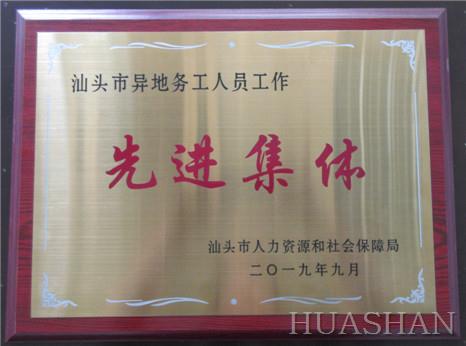 汕头市异地务工人员工作
先进集体
汕头市人力资源和社会保障局
二〇一九年九月
HUASHAN